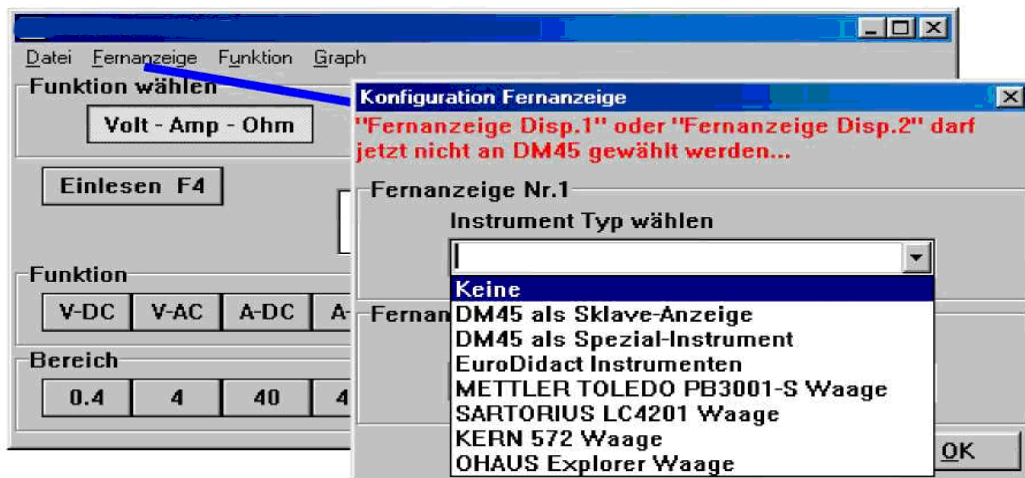 Datei Fernanzeige Funktion Graph
Funktion wählen
Volt - Amp - Ohm
Einlesen F4
Funktion
V-DC V-AC A-DC A-
Bereich
0.4 4 40 4
Konfiguration Fernanzeige
"Fernanzeige Disp.1" oder "Fernanzeige Disp.2" darf
jetzt nicht an DM45 gewählt werden...
Fernanzeige Nr.1
Instrument Typ wählen
Keine
Fernan
DM45 als Sklave-Anzeige
DM45 als Spezial-Instrument
EuroDidact Instrumenten
METTLER TOLEDO PB3001-S Waage
SARTORIUS LC4201 Waage
KERN 572 Waage
OHAUS Explorer Waage
OK